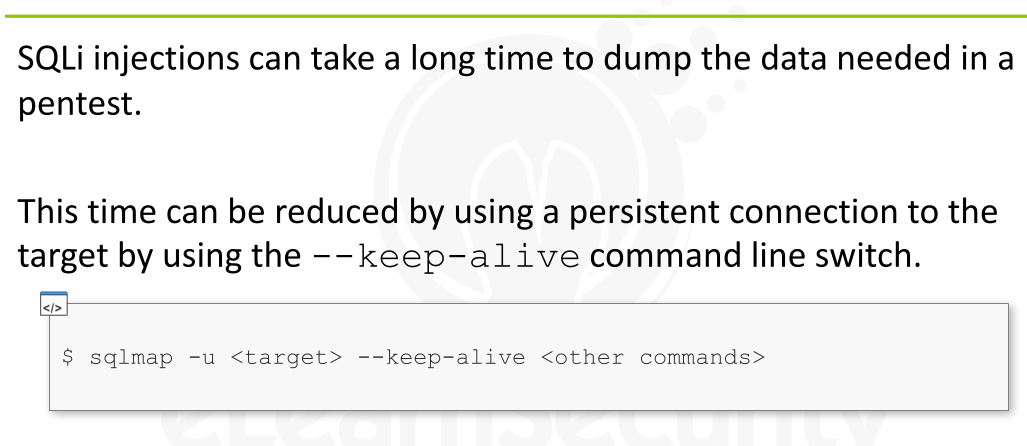 SQLi injections can take a long time to dump the data needed in a
pentest.
This time can be reduced by using a persistent connection to the
target by using the --keep-alive command line switch.
</>
$ sqlmap -u <target> --keep-alive <other commands>
eLearnSecurity